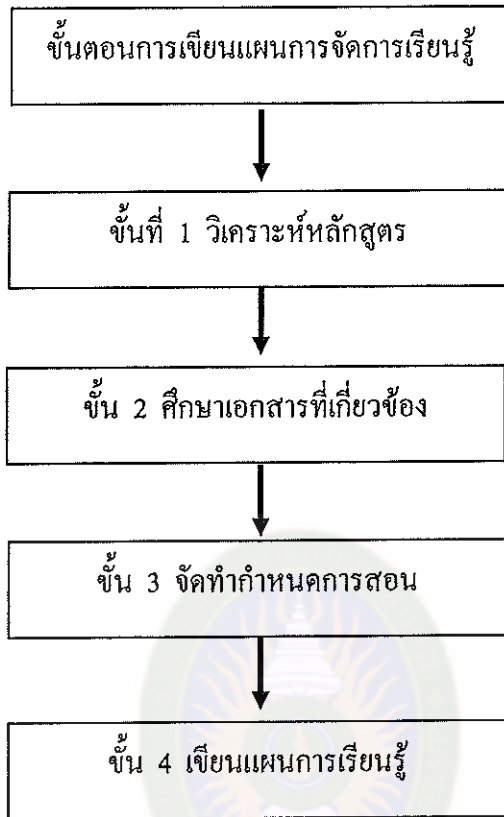 ขั้นตอนการเขียนแผนการจัดการเรียนรู้
ขั้นที่ 1 วิเคราะห์หลักสูตร
ขั้น 2 ศึกษาเอกสารที่เกี่ยวข้อง
ขั้น 3 จัดทำกำหนดการสอน
ขั้น 4 เขียนแผนการเรียนรู้